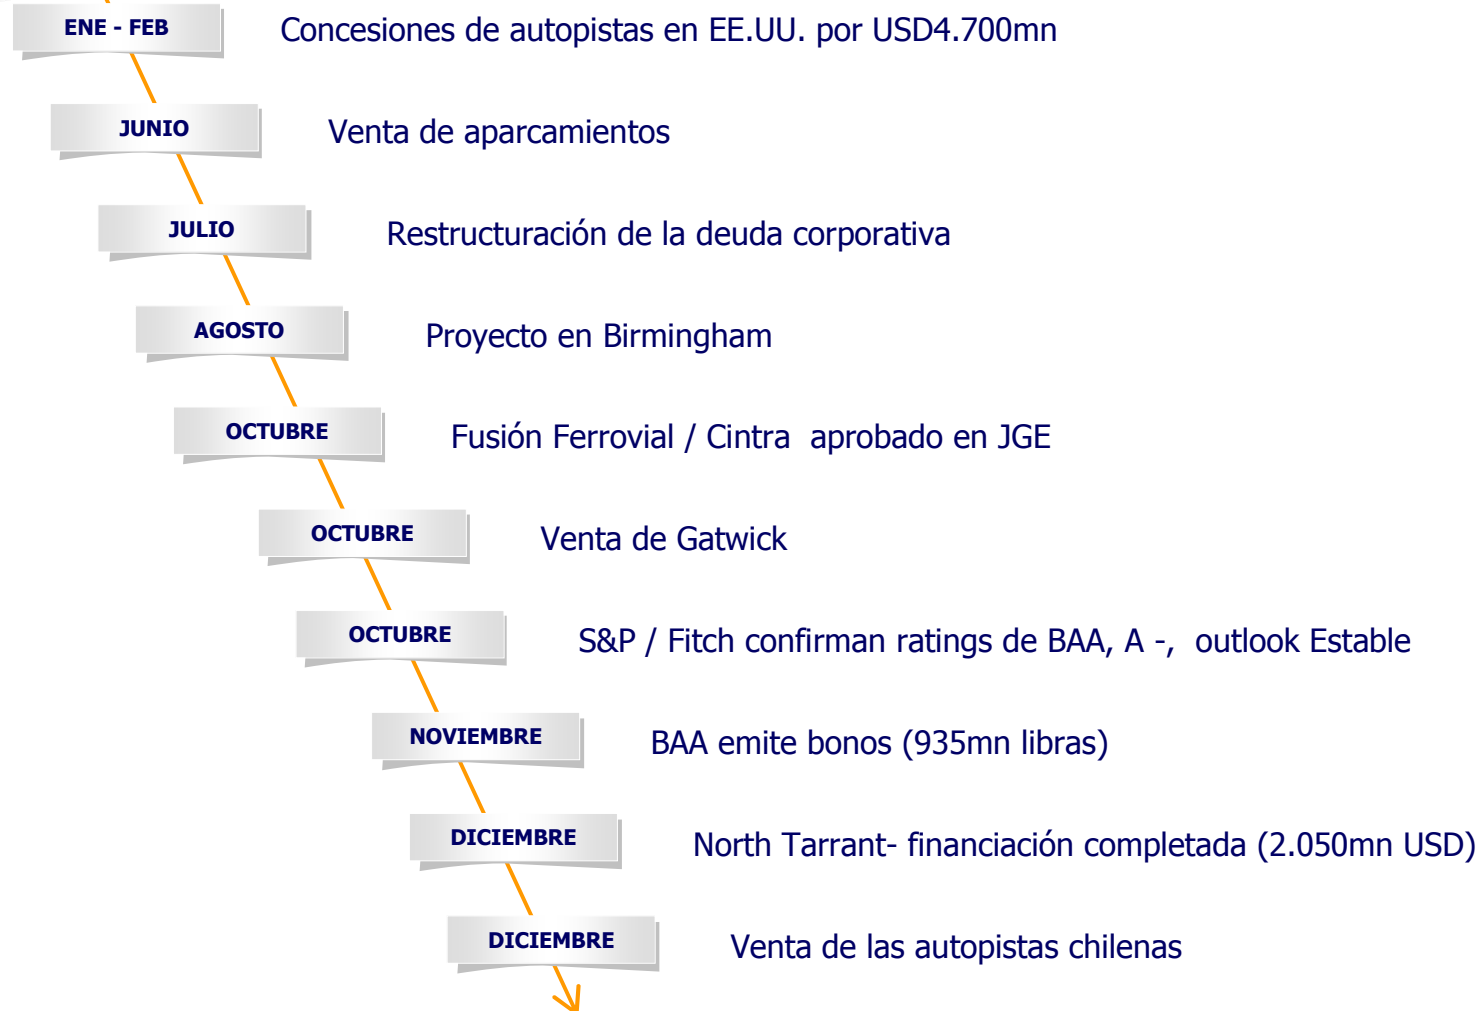 ENE - FEB Concesiones de autopistas en EE.UU. por USD4.700mn
JUNIO Venta de aparcamientos
JULIO Restructuración de la deuda corporativa
AGOSTO Proyecto en Birmingham
OCTUBRE Fusión Ferrovial / Cintra aprobado en JGE
OCTUBRE Venta de Gatwick
OCTUBRE S&P / Fitch confirman ratings de BAA, A -, outlook Estable
NOVIEMBRE BAA emite bonos (935mn libras)
DICIEMBRE North Tarrant- financiación completada (2.050mn USD)
DICIEMBRE Venta de las autopistas chilenas